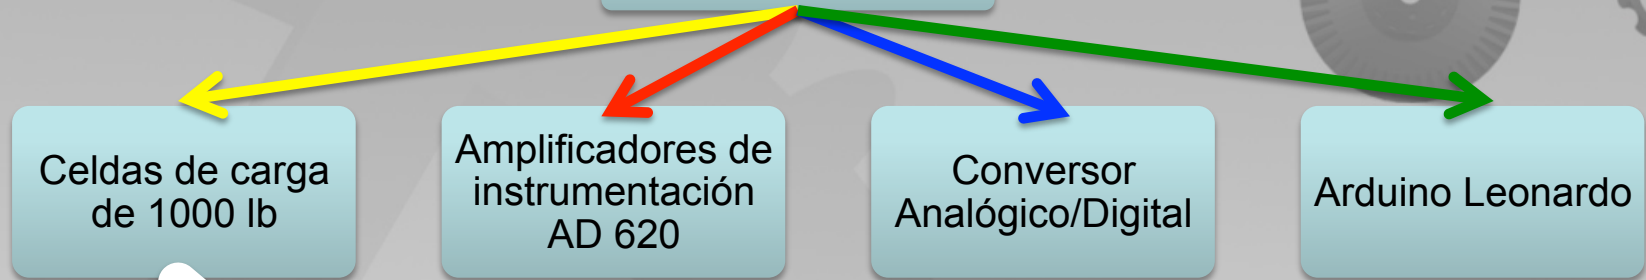 Celdas de carga
de 1000 lb
Amplificadores de
instrumentación
AD 620
Conversor
Analógico/Digital
Arduino Leonardo